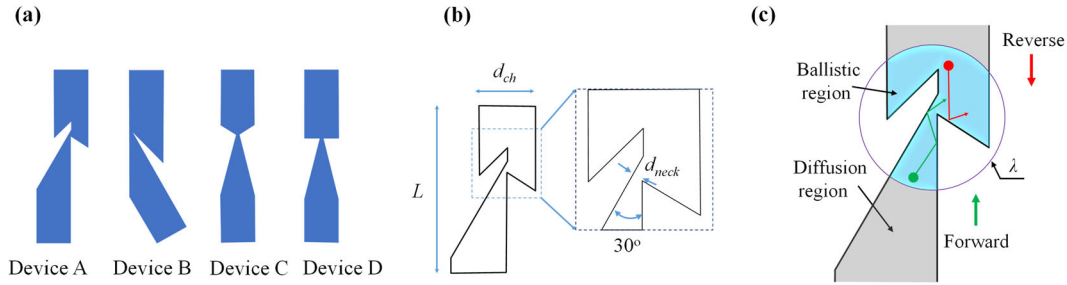 (a)
Device A
Device B
Device C
Device D
(b)
d_ch
L
d_neck
30°
(c)
Reverse
Ballistic
region
Diffusion
region
λ
Forward